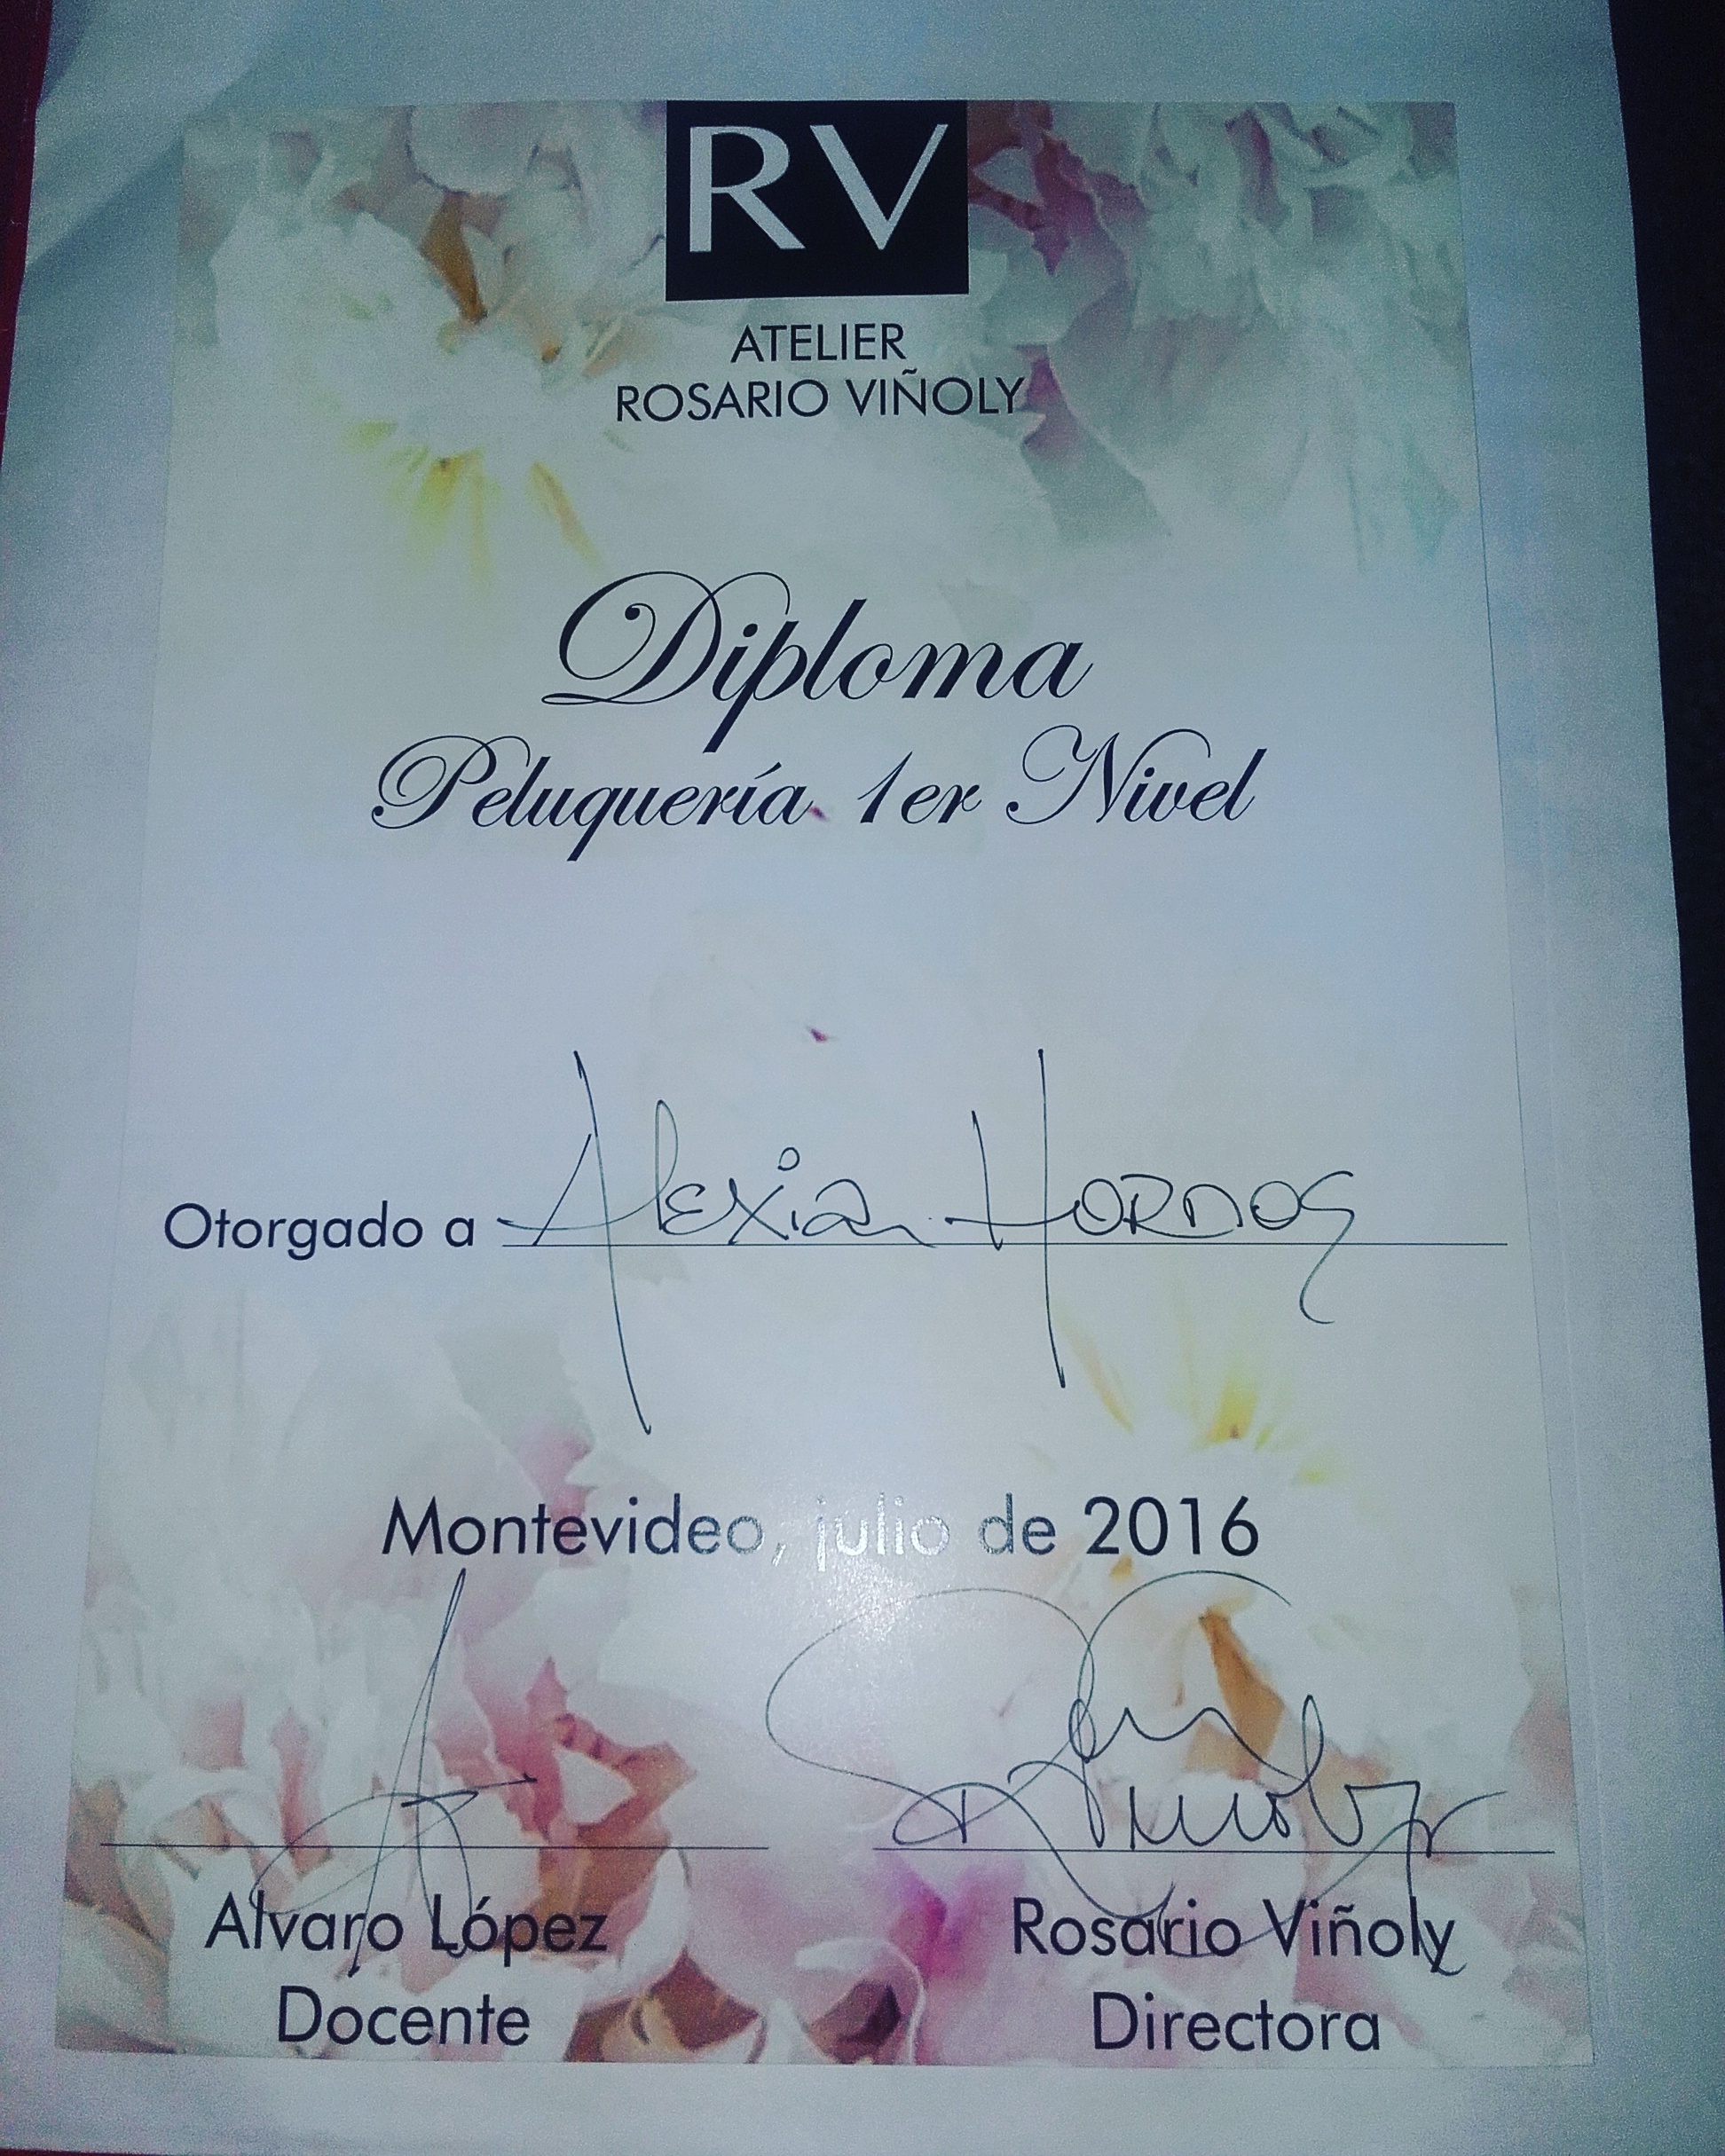 RV
ATELIER
ROSARIO VIÑOLY
Diploma
Peluquería 1er Nivel
Otorgado a Alexia HORNOS
Montevideo, julio de 2016
Alvaro López
Rosario Viñoly
Docente
Directora